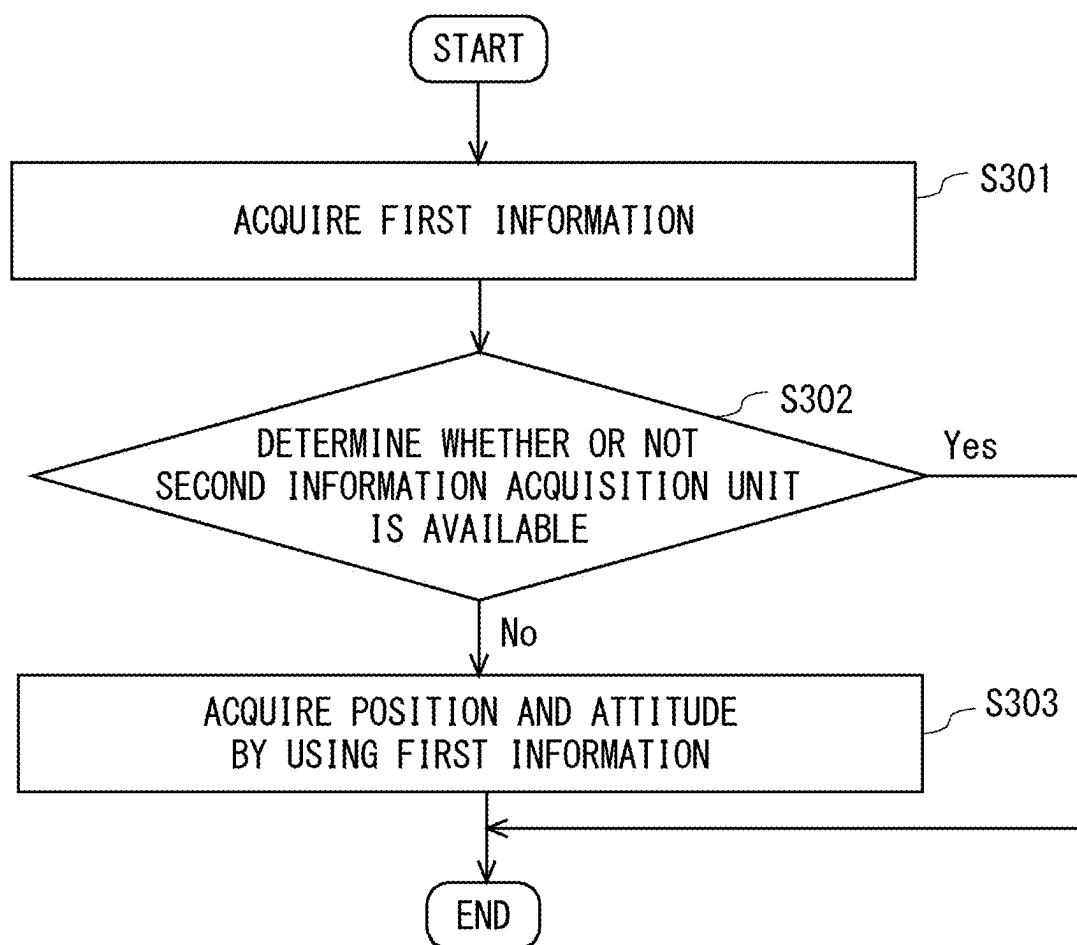 START
S301
ACQUIRE FIRST INFORMATION
S302
DETERMINE WHETHER OR NOT
SECOND INFORMATION ACQUISITION UNIT
IS AVAILABLE
Yes
No
S303
ACQUIRE POSITION AND ATTITUDE
BY USING FIRST INFORMATION
END